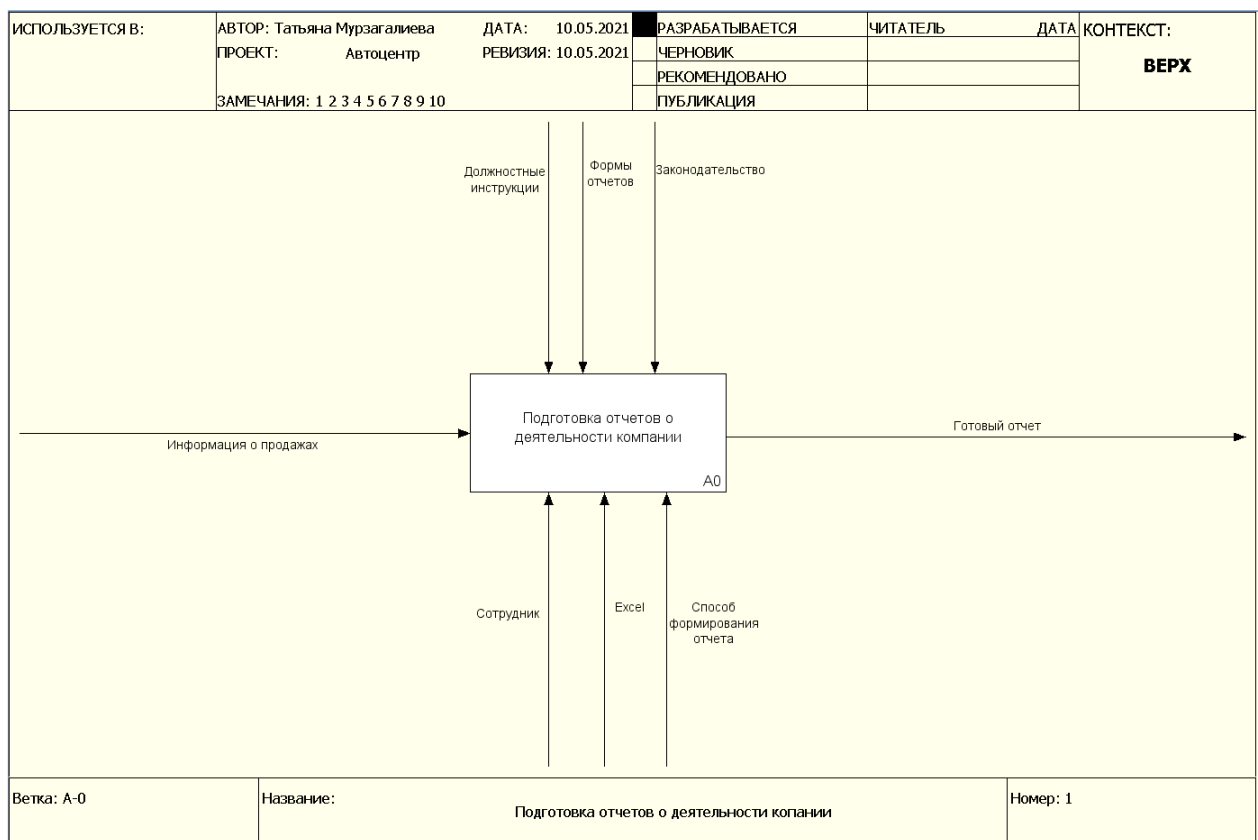 ИСПОЛЬЗУЕТСЯ В:
АВТОР: Татьяна Мурзагалиева
ДАТА: 10.05.2021
РАЗРАБАТЫВАЕТСЯ
ЧИТАТЕЛЬ
ДАТА
КОНТЕКСТ:
ПРОЕКТ: Автоцентр
РЕВИЗИЯ: 10.05.2021
ЧЕРНОВИК
ВЕРХ
РЕКОМЕНДОВАНО
ЗАМЕЧАНИЯ: 1 2 3 4 5 6 7 8 9 10
ПУБЛИКАЦИЯ
Должностные
инструкции
Формы
отчетов
Законодательство
Информация о продажах
Подготовка отчетов о
деятельности компании
A0
Готовый отчет
Сотрудник
Excel
Способ
формирования
отчета
Ветка: A-0
Название:
Подготовка отчетов о деятельности копании
Номер: 1